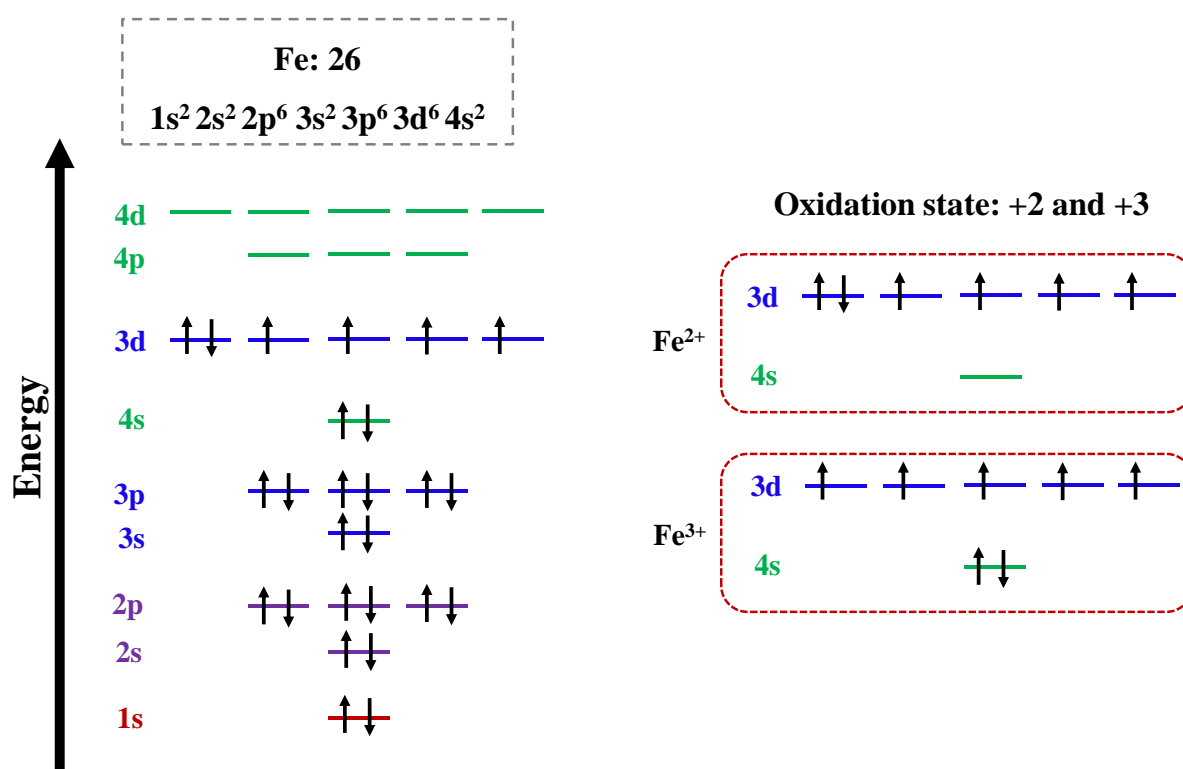 Fe: 26
1s² 2s² 2p⁶ 3s² 3p⁶ 3d⁶ 4s²
Energy
4d
4p
3d
4s
3p
3s
2p
2s
1s
Oxidation state: +2 and +3
Fe²⁺
3d
4s
Fe³⁺
3d
4s